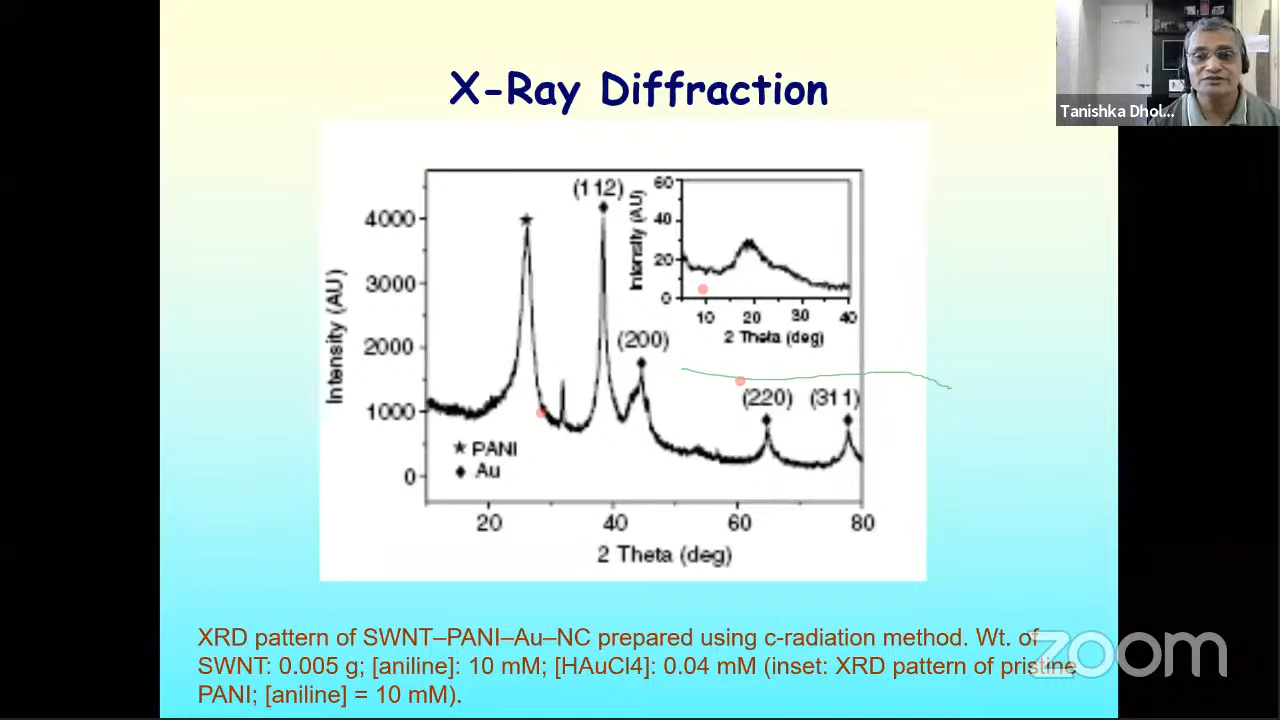 X-Ray Diffraction
Tanishka Dhol...
(112)
60
40
20
0
Intensity (AU)
10
20
30
40
2 Theta (deg)
4000
3000
2000
1000
0
Intensity (AU)
(200)
(220)
(311)
★ PANI
◆ Au
20
40
60
80
2 Theta (deg)
XRD pattern of SWNT–PANI–Au–NC prepared using c-radiation method. Wt. of
SWNT: 0.005 g; [aniline]: 10 mM; [HAuCl4]: 0.04 mM (inset: XRD pattern of pristine
PANI; [aniline] = 10 mM).
zoom